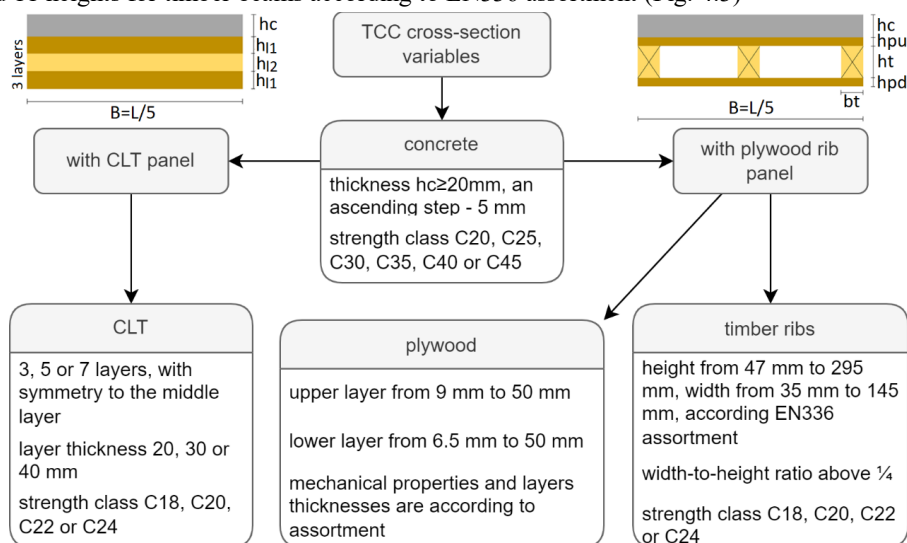 TCC cross-section
variables
hc
hl1
hl2
hl1
3 layers
B=L/5
hc
hpu
ht
hpd
bt
B=L/5
with CLT panel
concrete
thickness hc≥20mm, an
ascending step - 5 mm
strength class C20, C25,
C30, C35, C40 or C45
with plywood rib
panel
CLT
3, 5 or 7 layers, with
symmetry to the middle
layer
layer thickness 20, 30 or
40 mm
strength class C18, C20,
C22 or C24
plywood
upper layer from 9 mm to 50 mm
lower layer from 6.5 mm to 50 mm
mechanical properties and layers
thicknesses are according to
assortment
timber ribs
height from 47 mm to 295
mm, width from 35 mm to 145
mm, according EN336
assortment
width-to-height ratio above ¼
strength class C18, C20, C22
or C24